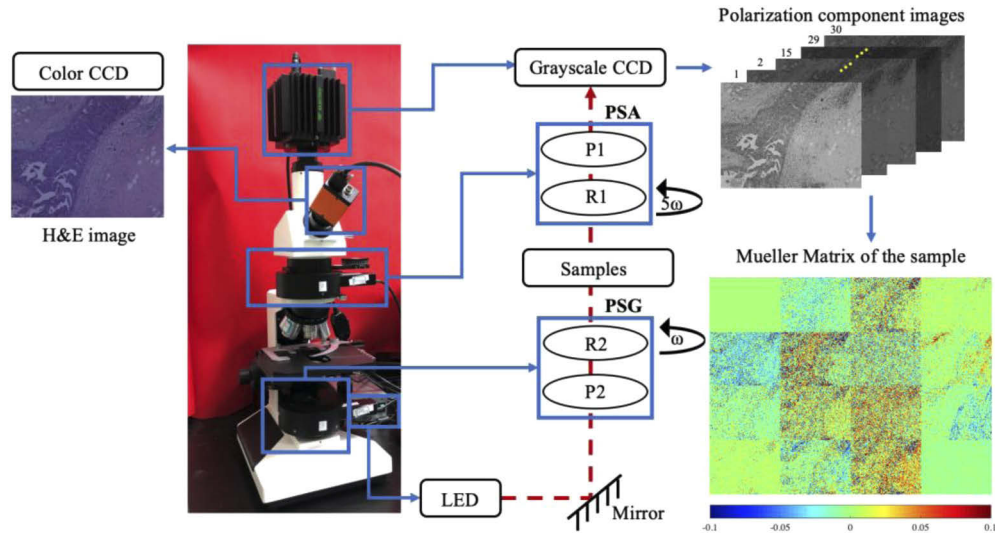 Polarization component images
Color CCD
Grayscale CCD
1
2
15
29
30
PSA
P1
R1
5ω
H&E image
Samples
Mueller Matrix of the sample
PSG
R2
ω
P2
LED
Mirror
-0.1
-0.05
0
0.05
0.1